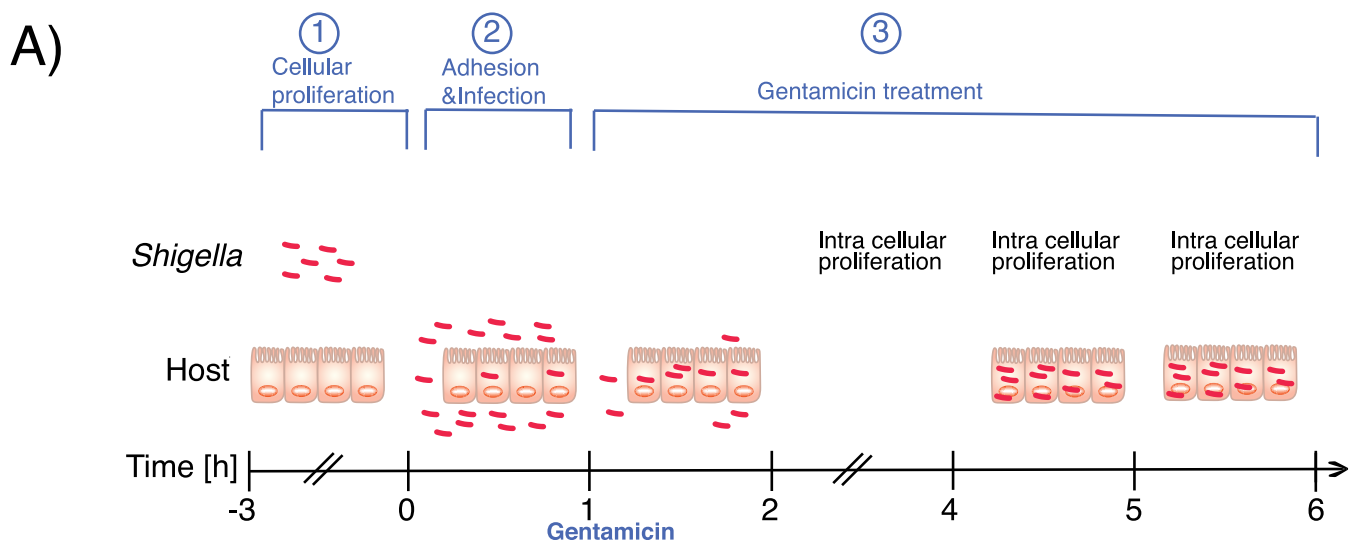 A)
1
Cellular
proliferation
2
Adhesion
&Infection
3
Gentamicin treatment
Shigella
Intra cellular
proliferation
Intra cellular
proliferation
Intra cellular
proliferation
Host
Time [h]
-3
0
1
2
4
5
6
Gentamicin